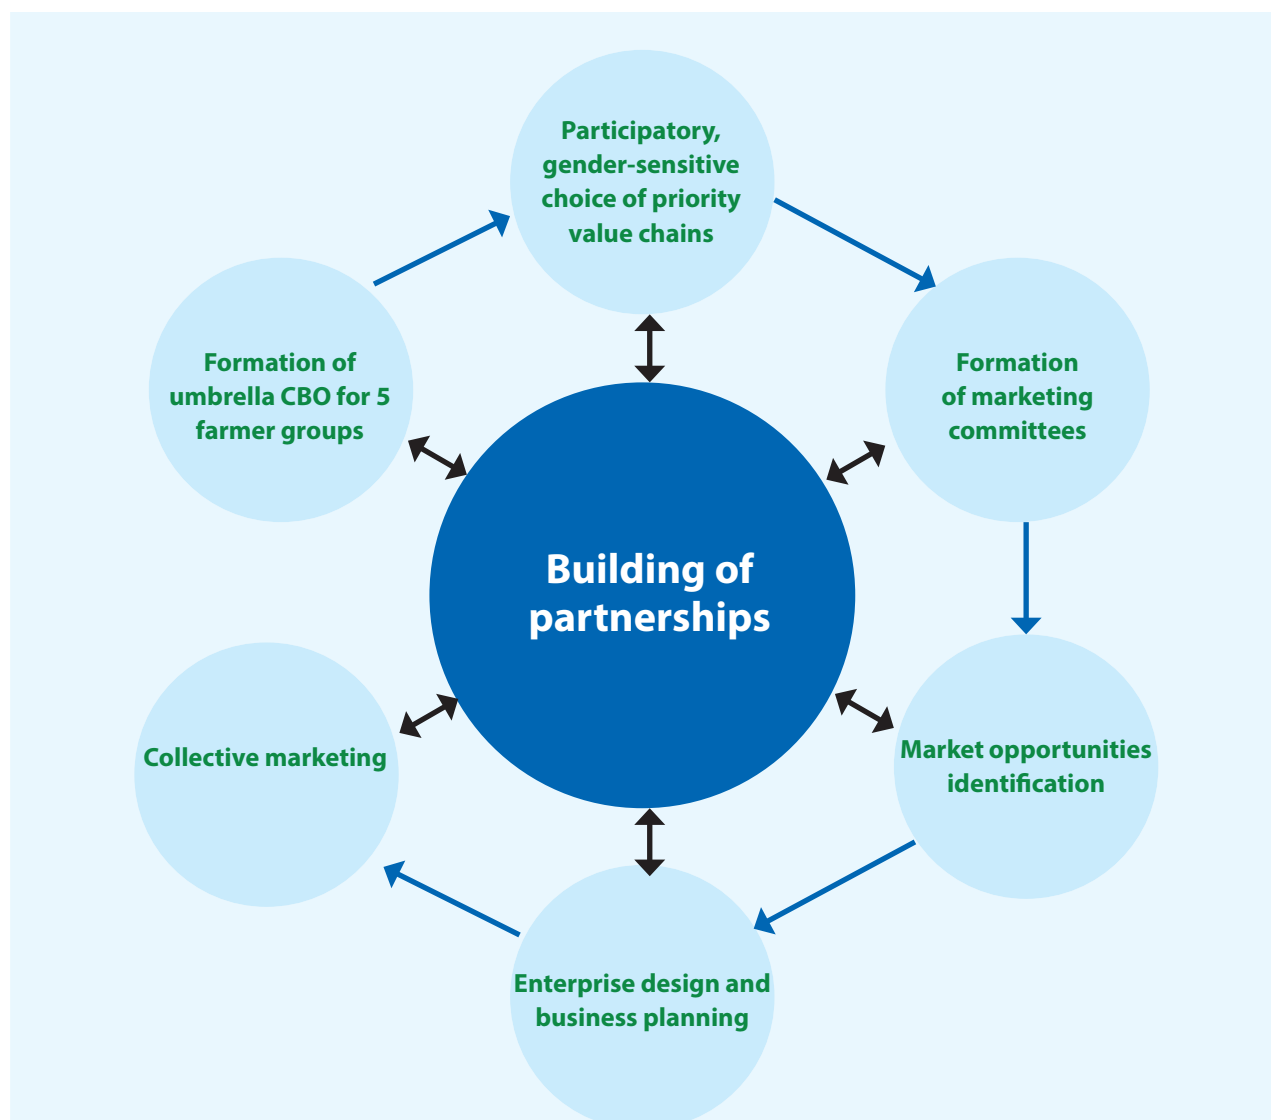 Participatory,
gender-sensitive
choice of priority
value chains
Formation of
umbrella CBO for 5
farmer groups
Formation
of marketing
committees
Building of
partnerships
Collective marketing
Market opportunities
identification
Enterprise design and
business planning